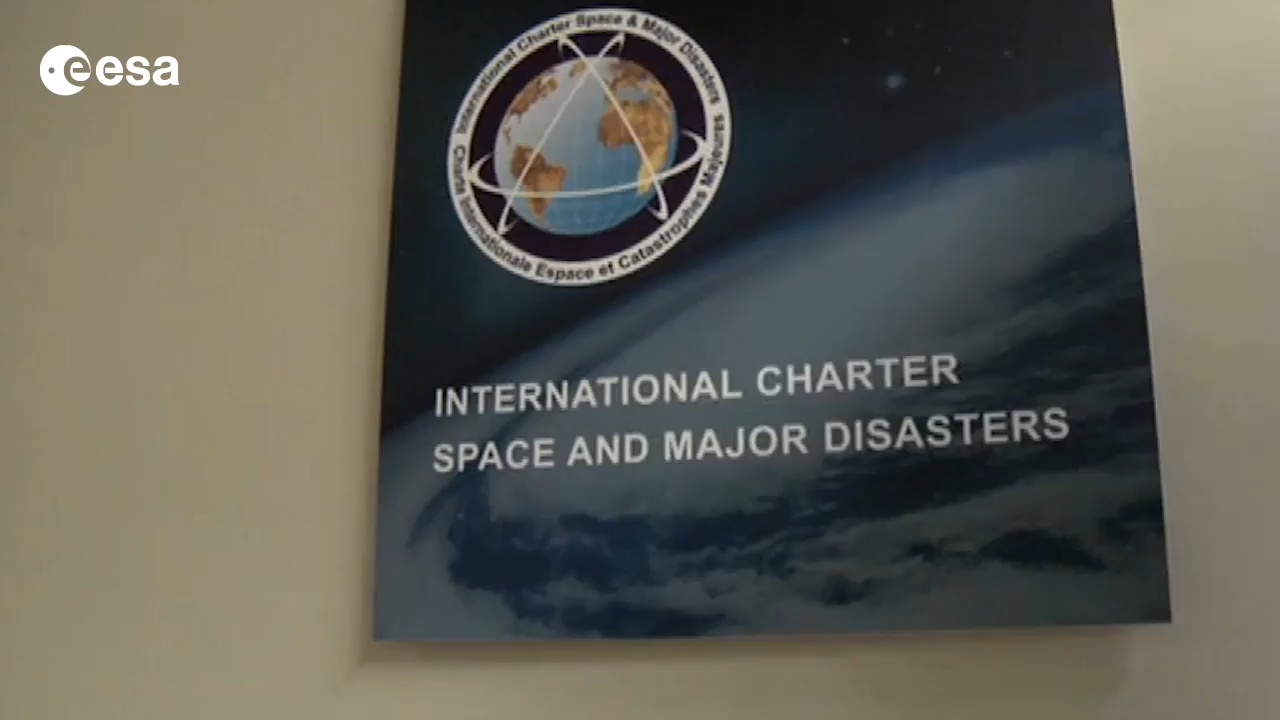 esa
International Charter Space & Major Disasters
Charte Internationale Espace et Catastrophes Majeures
INTERNATIONAL CHARTER
SPACE AND MAJOR DISASTERS